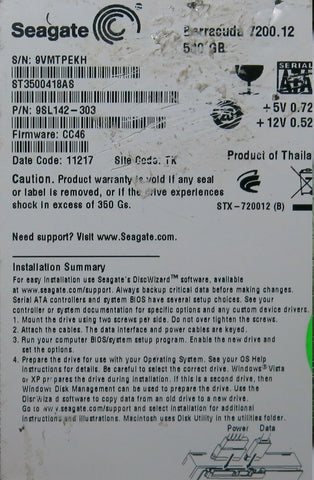 Seagate
Barracuda 7200.12
500 GB
S/N: 9VMTPEKH
ST3500418AS
SERIAL
SATA
P/N: 9SL142-303
+5V 0.72
+12V 0.52
Firmware: CC46
Date Code: 11217 Site Code: TK
Product of Thaila
Caution. Product warranty is void if any seal
or label is removed, or if the drive experiences
shock in excess of 350 Gs.
STX-720012 (B)
Need support? Visit www.Seagate.com.
Installation Summary
For easy installation use Seagate's DiscWizard™ software, available
at www.seagate.com/support. Always backup critical data before making changes.
Serial ATA controllers and system BIOS have several setup choices. See your
controller or system documentation for specific options and any custom device drivers.
1. Mount the drive using two screws per side. Do not over tighten the screws.
2. Attach the cables. The data interface and power cables are keyed.
3. Run your computer BIOS/system setup program. Enable the new drive and
set the options.
4. Prepare the drive for use with your Operating System. See your OS Help
instructions for details. Be careful to select the correct drive. Windows® Vista
or XP prepares the drive during installation. If this is a second drive, then
Windows Disk Management can be used to prepare the drive. Use the
DiscWizard software to copy data from an old drive to a new drive.
Go to www.seagate.com/support and select Installation for additional
instructions and illustrations. Macintosh uses Disk Utility in the utilities folder.
Power Data